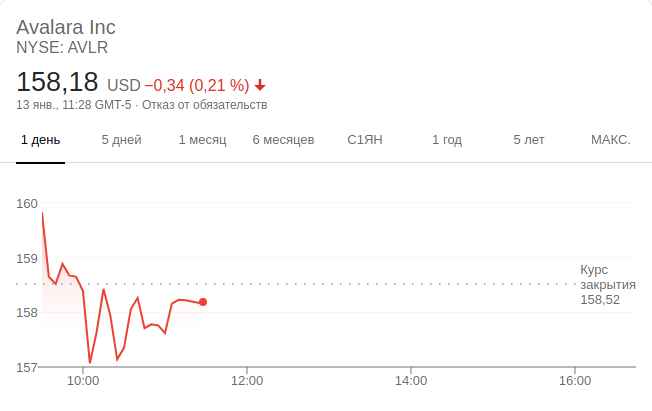 Avalara Inc
NYSE: AVLR
158,18 USD −0,34 (0,21 %)
13 янв., 11:28 GMT-5 · Отказ от обязательств
1 день 5 дней 1 месяц 6 месяцев С1ЯН 1 год 5 лет МАКС.
160
159
Курс
закрытия
158,52
158
157
10:00 12:00 14:00 16:00